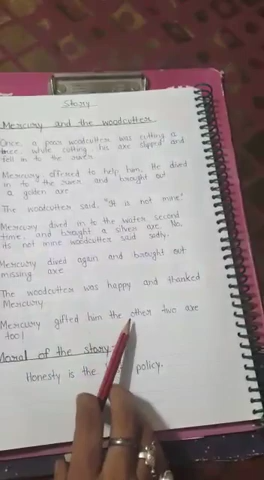 Story
Mercury and the woodcutter
Once, a poor woodcutter was cutting a
tree while cutting his axe slipped and
fell in to the river
Mercury offered to help him. He dived
in to the river and brought out
a golden axe
The woodcutter said, "It is not mine."
Mercury dived in to the water second
time, and brought a silver axe. No,
its not mine woodcutter said sadly.
Mercury dived again and brought out
missing axe
The woodcutter was happy and thanked
Mercury.
Mercury gifted him the other two axe
too!
Moral of the story
Honesty is the policy.